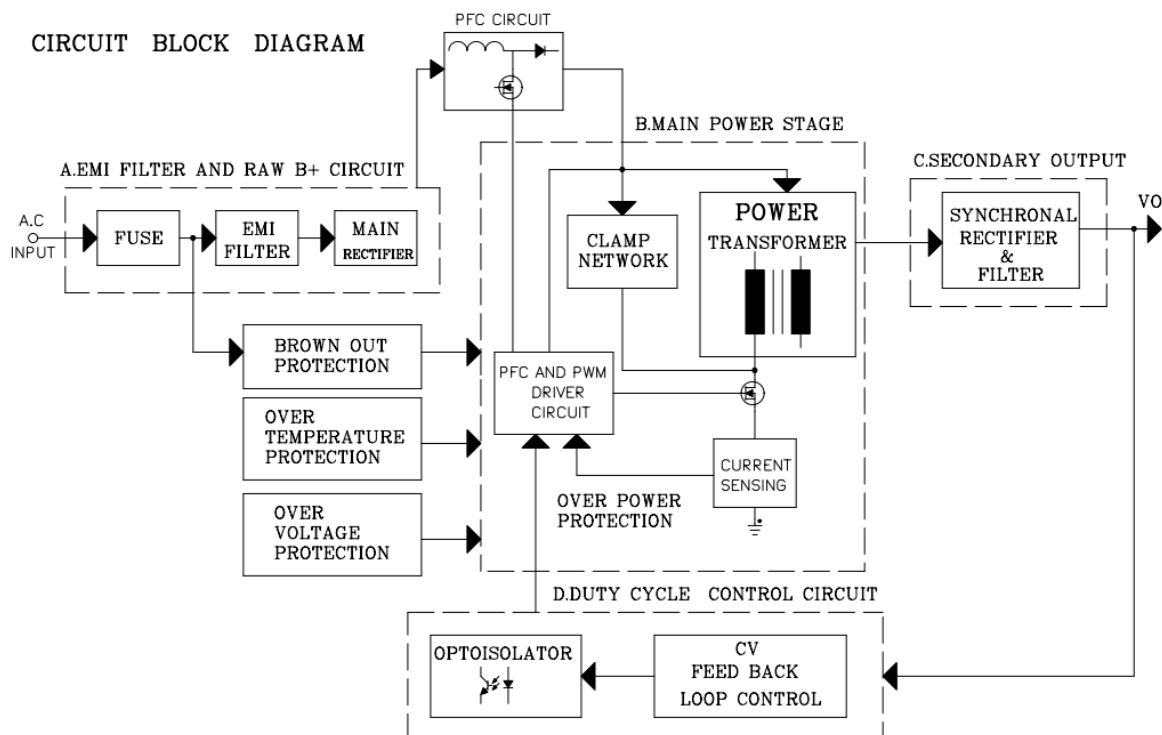 CIRCUIT BLOCK DIAGRAM
PFC CIRCUIT
B.MAIN POWER STAGE
A.EMI FILTER AND RAW B+ CIRCUIT
C.SECONDARY OUTPUT
A.C
INPUT
FUSE
EMI
FILTER
MAIN
RECTIFIER
CLAMP
NETWORK
POWER
TRANSFORMER
SYNCHRONAL
RECTIFIER
&
FILTER
VO
BROWN OUT
PROTECTION
PFC AND PWM
DRIVER
CIRCUIT
OVER
TEMPERATURE
PROTECTION
CURRENT
SENSING
OVER POWER
PROTECTION
OVER
VOLTAGE
PROTECTION
D.DUTY CYCLE CONTROL CIRCUIT
OPTOISOLATOR
CV
FEED BACK
LOOP CONTROL